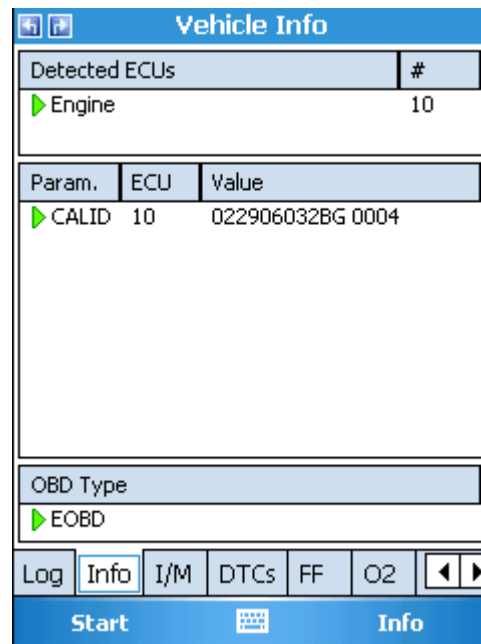 Vehicle Info
Detected ECUs #
Engine 10
Param. ECU Value
CALID 10 022906032BG 0004
OBD Type
EOBD
Log Info I/M DTCs FF O2
Start Info